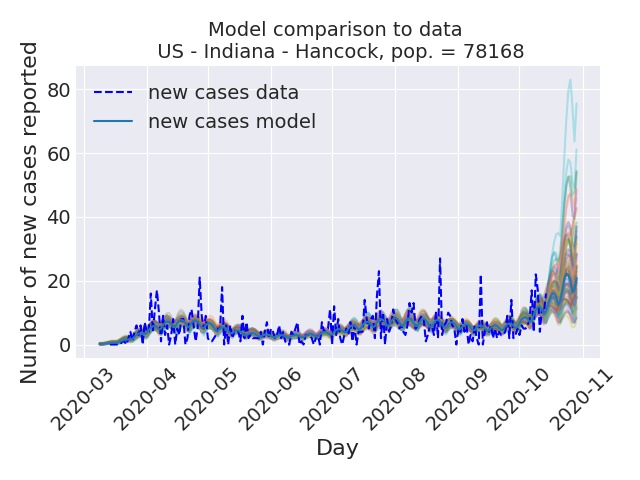 Model comparison to data
US - Indiana - Hancock, pop. = 78168
Number of new cases reported
80
60
40
20
0
new cases data
new cases model
2020-03
2020-04
2020-05
2020-06
2020-07
2020-08
2020-09
2020-10
2020-11
Day